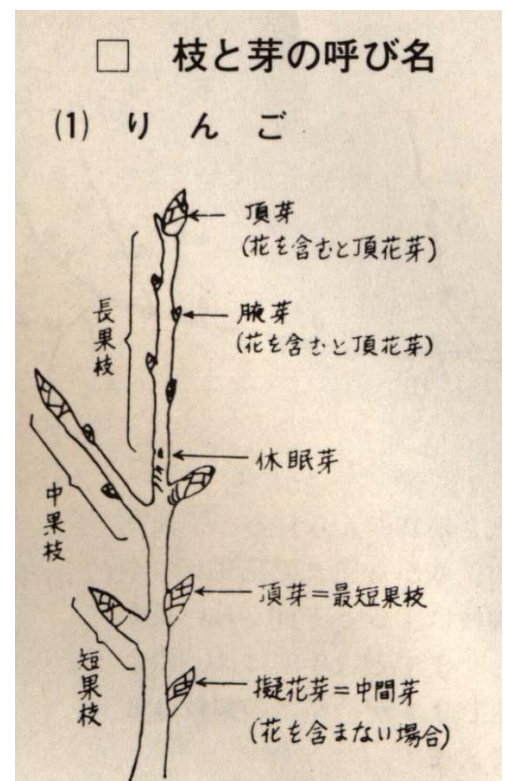 □ 枝と芽の呼び名
(1) りんご
頂芽
(花を含むと頂花芽)
長果枝
腋芽
(花を含むと頂花芽)
休眠芽
中果枝
頂芽=最短果枝
短果枝
擬花芽=中間芽
(花を含まない場合)